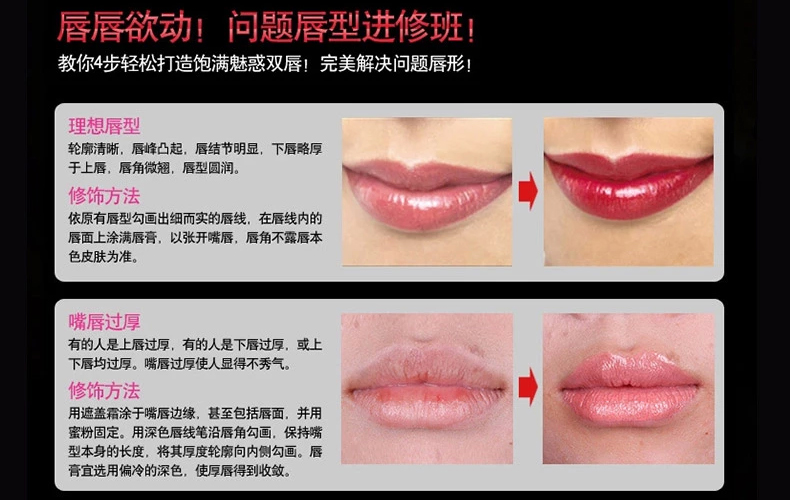 唇唇欲动！问题唇型进修班！
教你4步轻松打造饱满魅惑双唇！完美解决问题唇形！
理想唇型
轮廓清晰，唇峰凸起，唇结节明显，下唇略厚
于上唇，唇角微翘，唇型圆润。
修饰方法
依原有唇型勾画出细而实的唇线，在唇线内的
唇面上涂满唇膏，以张开嘴唇，唇角不露唇本
色皮肤为准。
嘴唇过厚
有的人是上唇过厚，有的人是下唇过厚，或上
下唇均过厚。嘴唇过厚使人显得不秀气。
修饰方法
用遮盖霜涂于嘴唇边缘，甚至包括唇面，并用
蜜粉固定。用深色唇线笔沿唇角勾画，保持嘴
型本身的长度，将其厚度轮廓向内侧勾画。唇
膏宜选用偏冷的深色，使厚唇得到收敛。